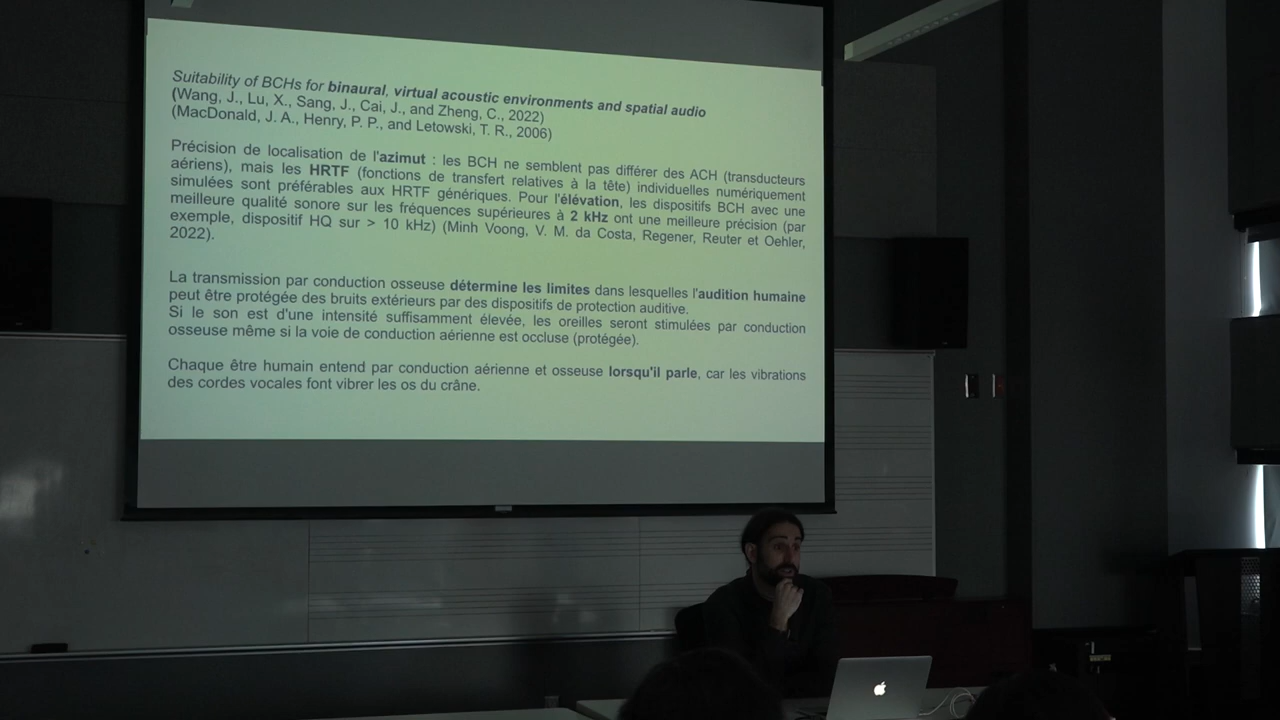 Suitability of BCHs for binaural, virtual acoustic environments and spatial audio
(Wang, J., Lu, X., Sang, J., Cai, J., and Zheng, C., 2022)
(MacDonald, J. A., Henry, P. P., and Letowski, T. R., 2006)
Précision de localisation de l'azimut : les BCH ne semblent pas différer des ACH (transducteurs
aériens), mais les HRTF (fonctions de transfert relatives à la tête) individuelles numériquement
simulées sont préférables aux HRTF génériques. Pour l'élévation, les dispositifs BCH avec une
meilleure qualité sonore sur les fréquences supérieures à 2 kHz ont une meilleure précision (par
exemple, dispositif HQ sur > 10 kHz) (Minh Voong, V. M. da Costa, Regener, Reuter et Oehler,
2022).
La transmission par conduction osseuse détermine les limites dans lesquelles l'audition humaine
peut être protégée des bruits extérieurs par des dispositifs de protection auditive.
Si le son est d'une intensité suffisamment élevée, les oreilles seront stimulées par conduction
osseuse même si la voie de conduction aérienne est occluse (protégée).
Chaque être humain entend par conduction aérienne et osseuse lorsqu'il parle, car les vibrations
des cordes vocales font vibrer les os du crâne.